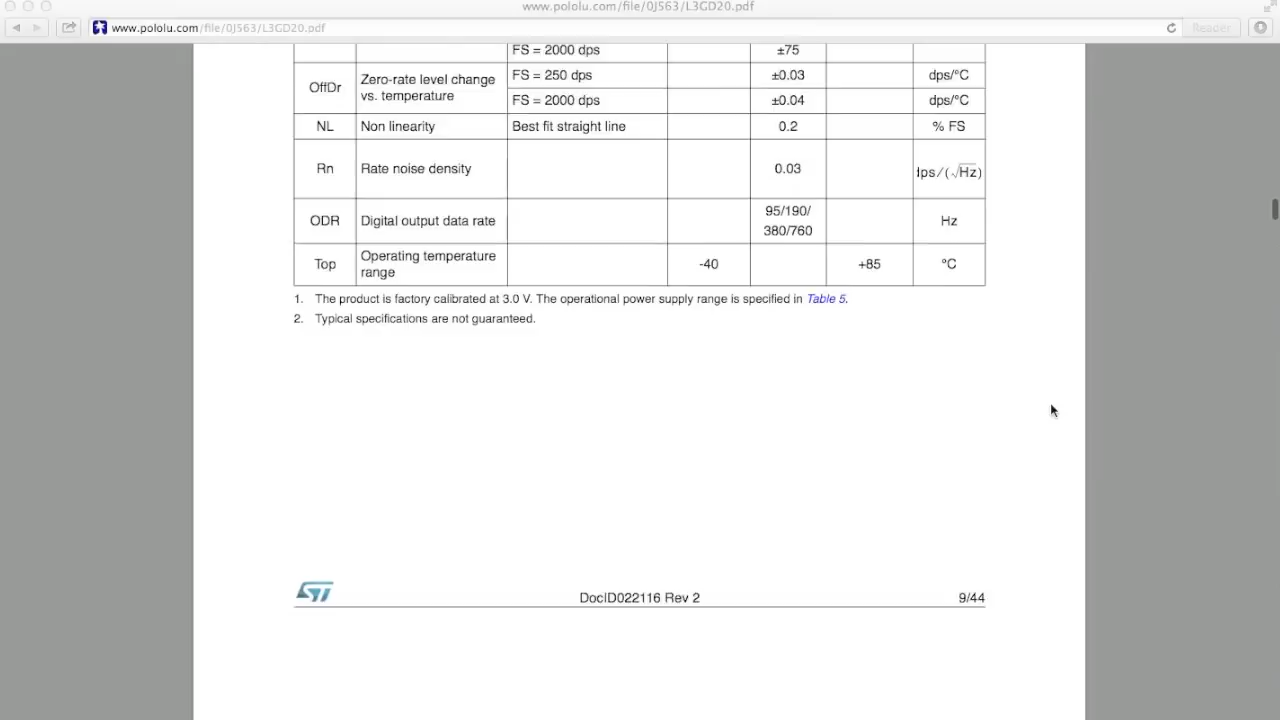 www.pololu.com/file/0J563/L3GD20.pdf
www.pololu.com/file/0J563/L3GD20.pdf Reader
FS = 2000 dps ±75
OffDr Zero-rate level change vs. temperature FS = 250 dps ±0.03 dps/°C
FS = 2000 dps ±0.04 dps/°C
NL Non linearity Best fit straight line 0.2 % FS
Rn Rate noise density 0.03 dps/(√Hz)
ODR Digital output data rate 95/190/
380/760 Hz
Top Operating temperature
range -40 +85 °C
1. The product is factory calibrated at 3.0 V. The operational power supply range is specified in Table 5.
2. Typical specifications are not guaranteed.
ST
DocID022116 Rev 2 9/44